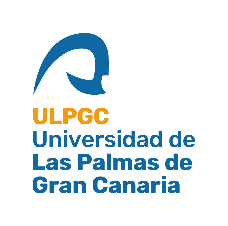 ULPGC
Universidad de
Las Palmas de
Gran Canaria